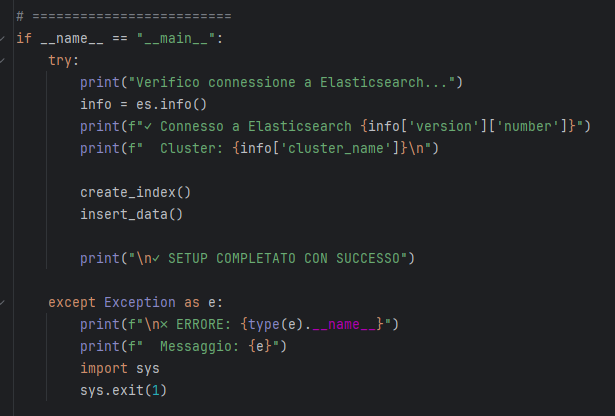 # ========================
if __name__ == "__main__":
    try:
        print("Verifico connessione a Elasticsearch...")
        info = es.info()
        print(f"✓ Connesso a Elasticsearch {info['version']['number']}")
        print(f"  Cluster: {info['cluster_name']}\n")

        create_index()
        insert_data()

        print("\n✓ SETUP COMPLETATO CON SUCCESSO")

    except Exception as e:
        print(f"\n✗ ERRORE: {type(e).__name__}")
        print(f"  Messaggio: {e}")
        import sys
        sys.exit(1)